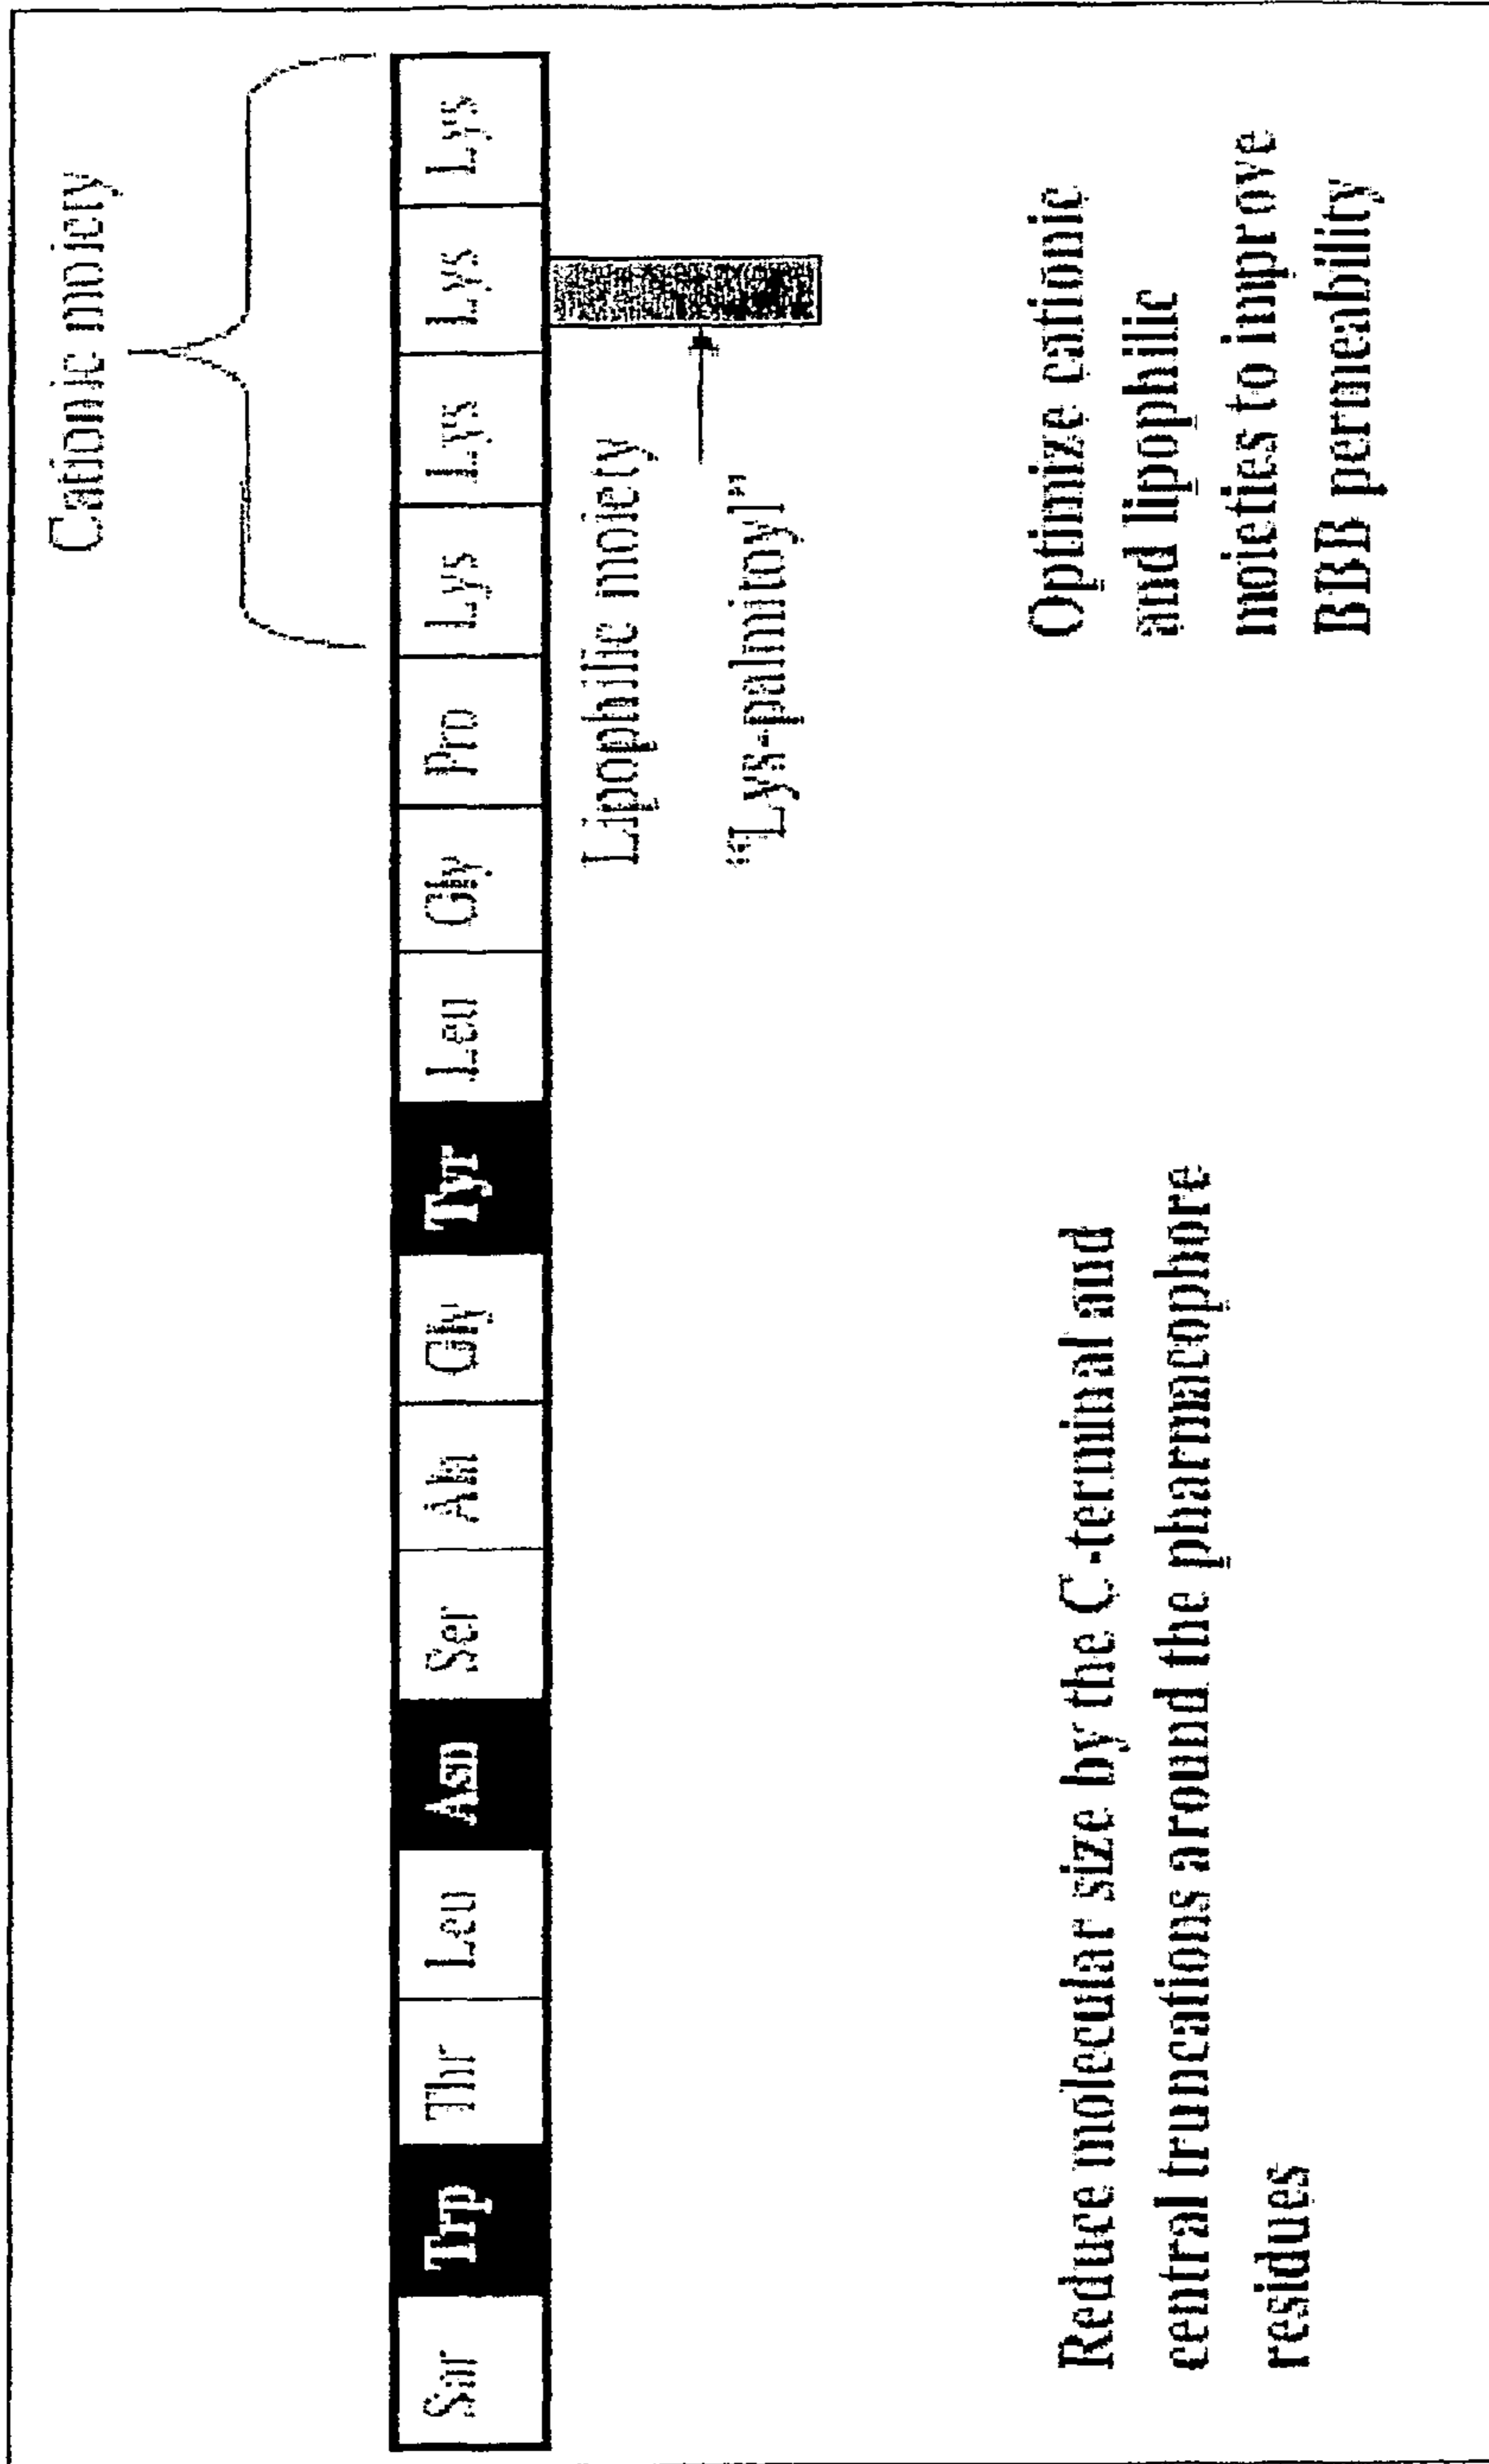 Cationic moiety
Sar Trp Thr Leu Asn Ser Ala Gly Tyr Leu Gly Pro Lys Lys Lys Lys
Lipophilic moiety
“Lys-palmitoyl”
Reduce molecular size by the C-terminal and
central truncations around the pharmacophore
residues
Optimize cationic
and lipophilic
moieties to improve
BBB permeability